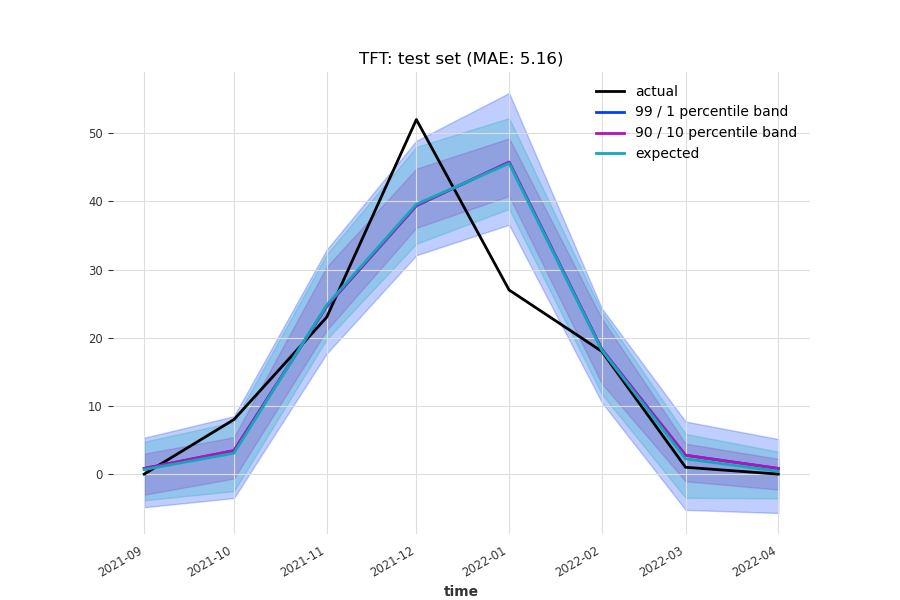 TFT: test set (MAE: 5.16)
actual
99 / 1 percentile band
90 / 10 percentile band
expected
50
40
30
20
10
0
2021-09
2021-10
2021-11
2021-12
2022-01
2022-02
2022-03
2022-04
time